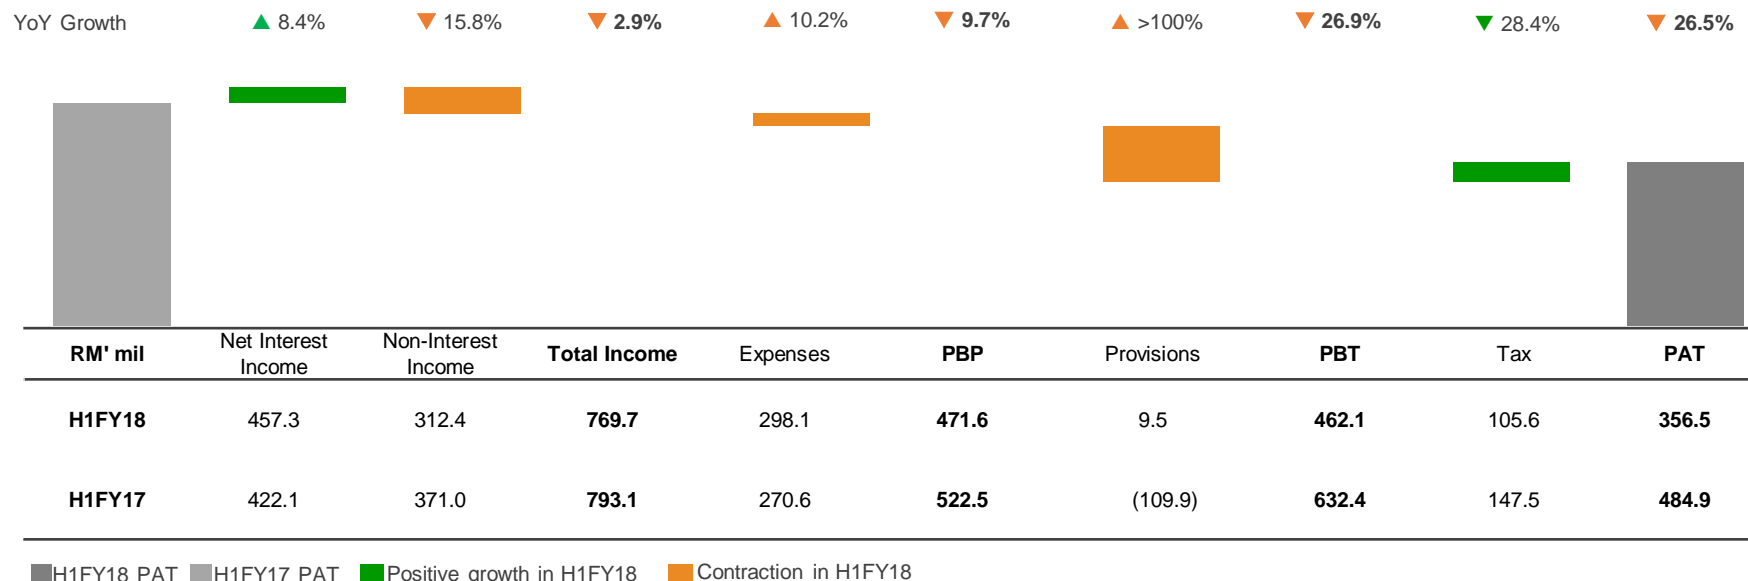 YoY Growth ▲ 8.4% ▼ 15.8% ▼ 2.9% ▲ 10.2% ▼ 9.7% ▲ >100% ▼ 26.9% ▼ 28.4% ▼ 26.5%
RM' mil Net Interest Income Non-Interest Income Total Income Expenses PBP Provisions PBT Tax PAT
H1FY18 457.3 312.4 769.7 298.1 471.6 9.5 462.1 105.6 356.5
H1FY17 422.1 371.0 793.1 270.6 522.5 (109.9) 632.4 147.5 484.9
H1FY18 PAT H1FY17 PAT Positive growth in H1FY18 Contraction in H1FY18